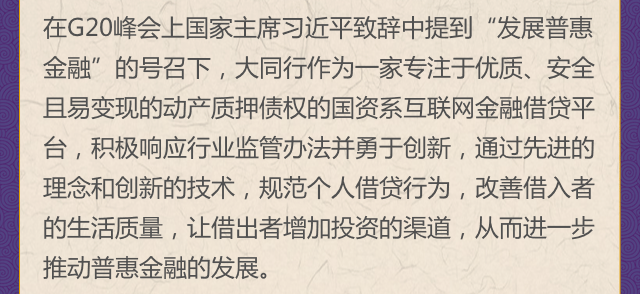 在G20峰会上国家主席习近平致辞中提到“发展普惠
金融”的号召下，大同行作为一家专注于优质、安全
且易变现的动产质押债权的国资系互联网金融借贷平
台，积极响应行业监管办法并勇于创新，通过先进的
理念和创新的技术，规范个人借贷行为，改善借入者
的生活质量，让借出者增加投资的渠道，从而进一步
推动普惠金融的发展。